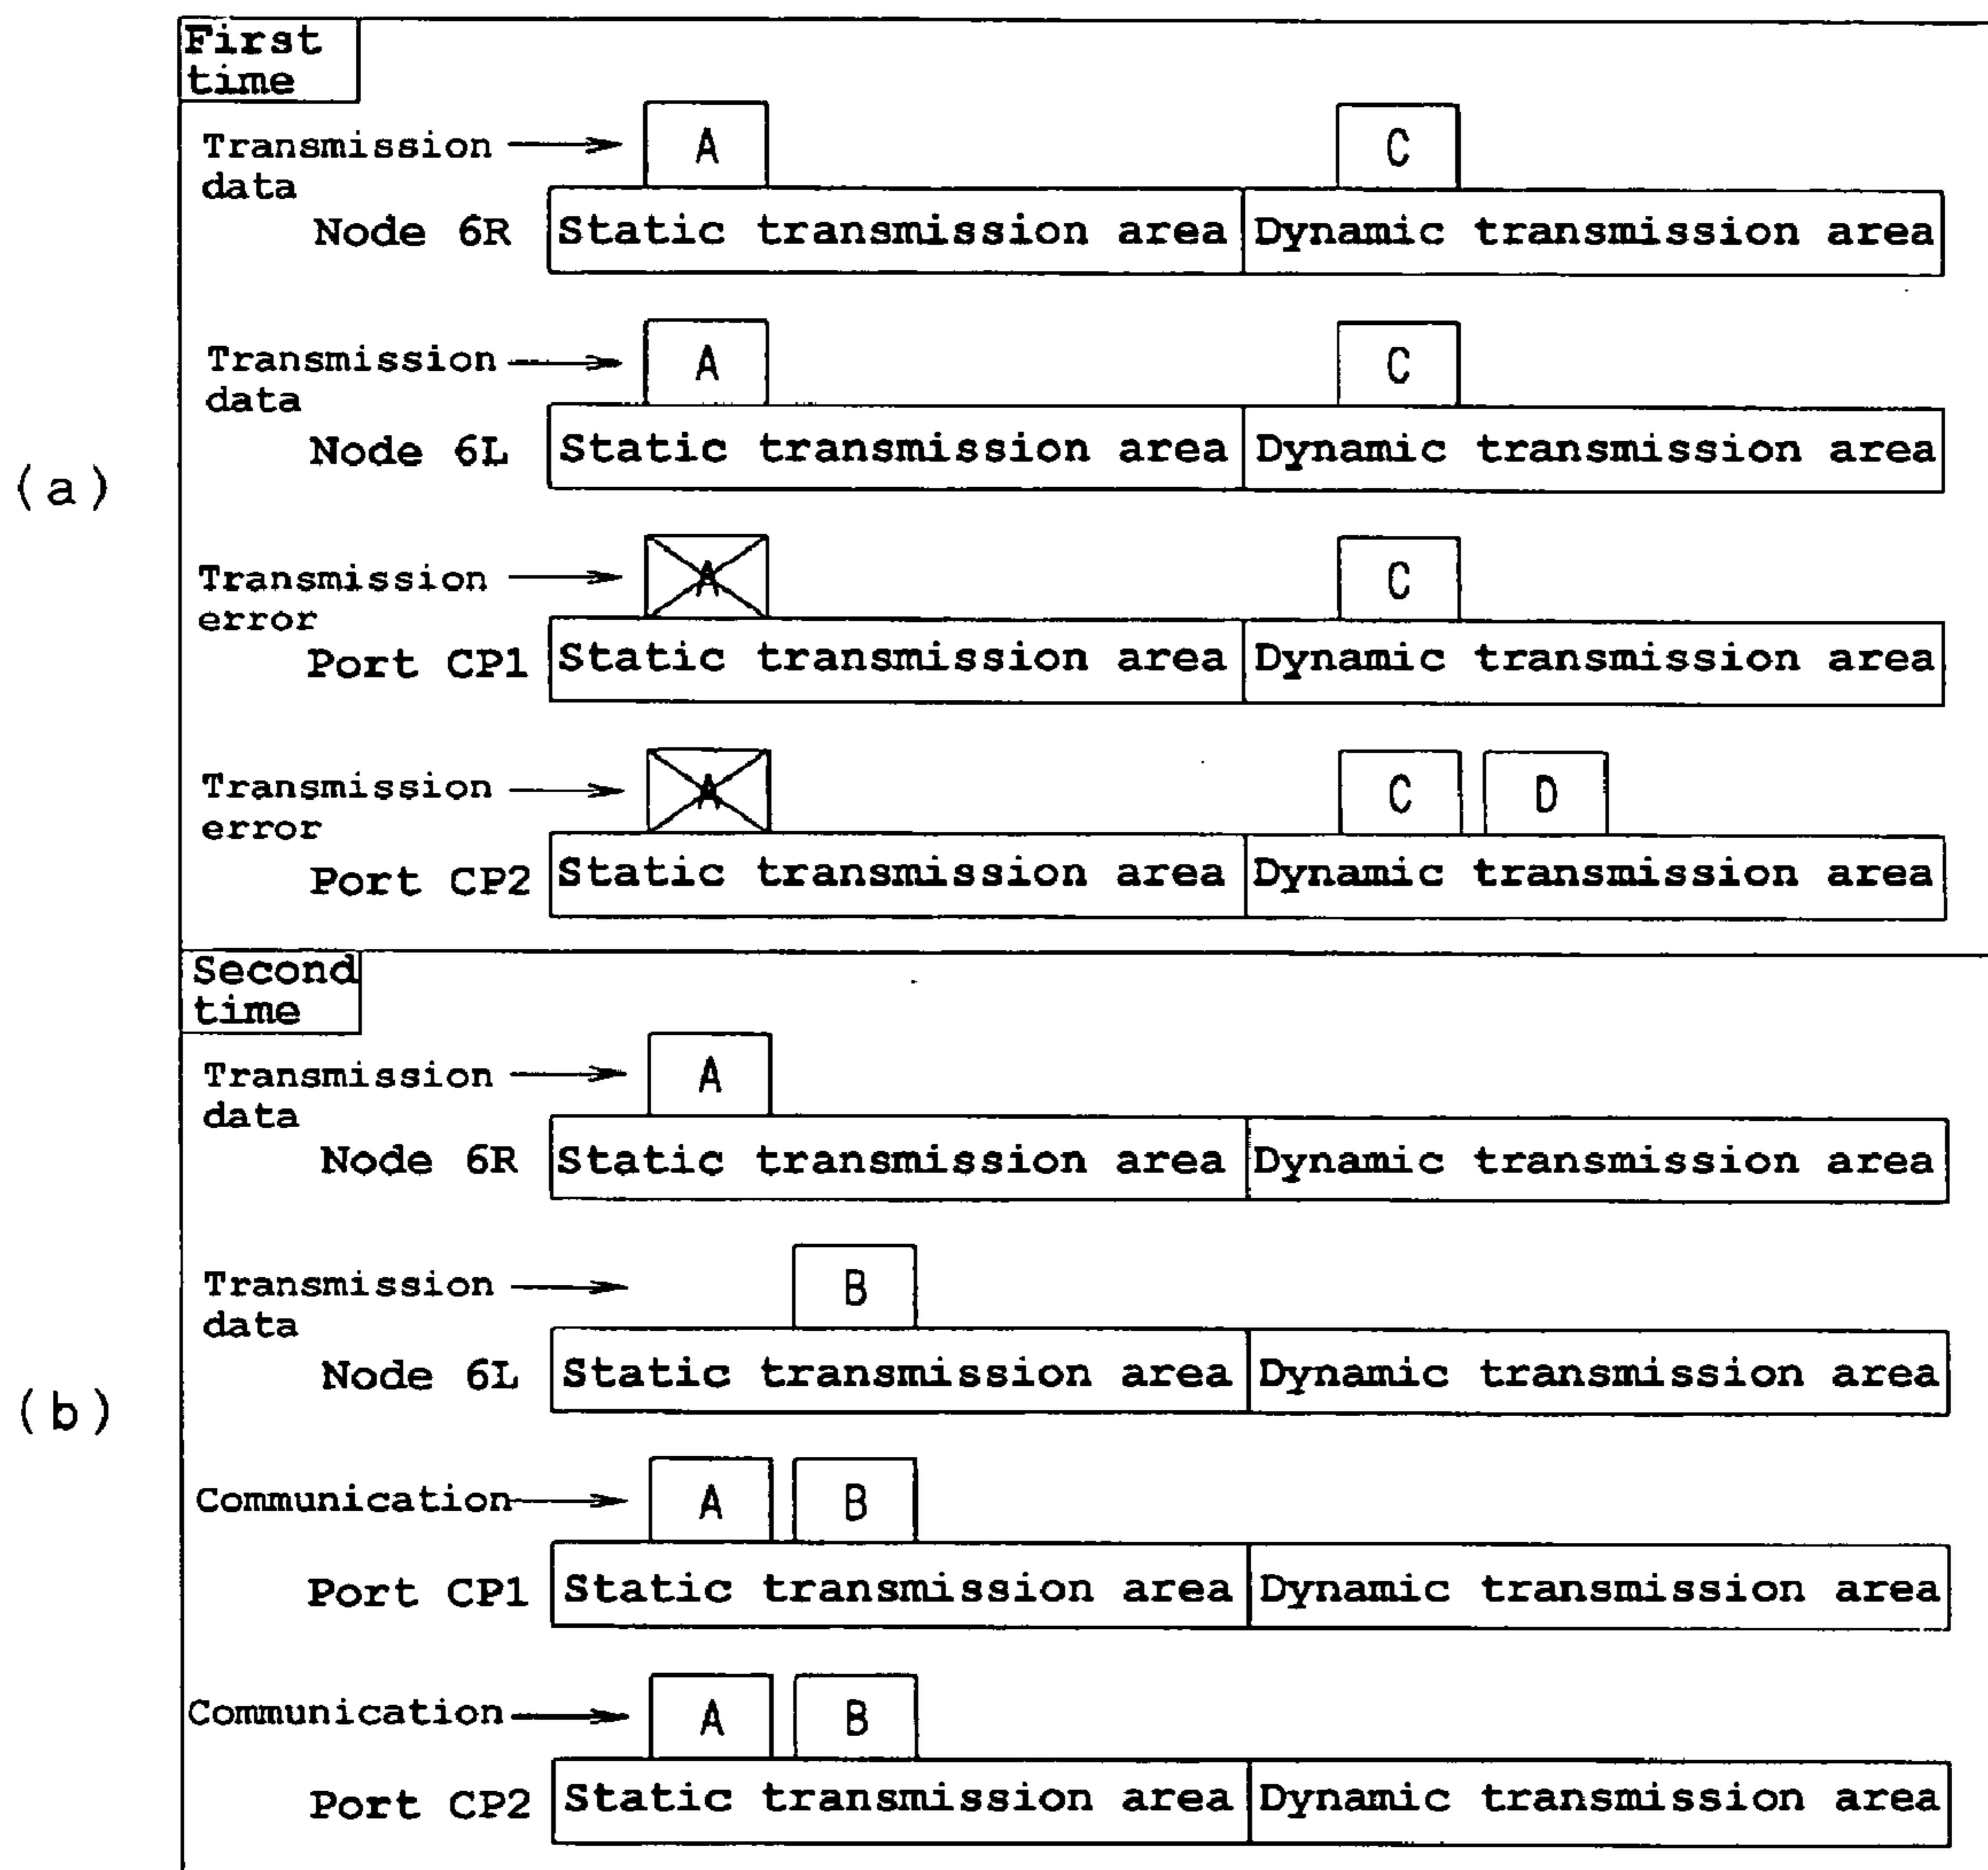 First
time
Transmission
data
A
C
Node 6R
Static transmission area
Dynamic transmission area
Transmission
data
A
C
Node 6L
Static transmission area
Dynamic transmission area
(a)
Transmission
error
A
C
Port CP1
Static transmission area
Dynamic transmission area
Transmission
error
A
C
D
Port CP2
Static transmission area
Dynamic transmission area
Second
time
Transmission
data
A
Node 6R
Static transmission area
Dynamic transmission area
Transmission
data
B
Node 6L
Static transmission area
Dynamic transmission area
(b)
Communication
A
B
Port CP1
Static transmission area
Dynamic transmission area
Communication
A
B
Port CP2
Static transmission area
Dynamic transmission area